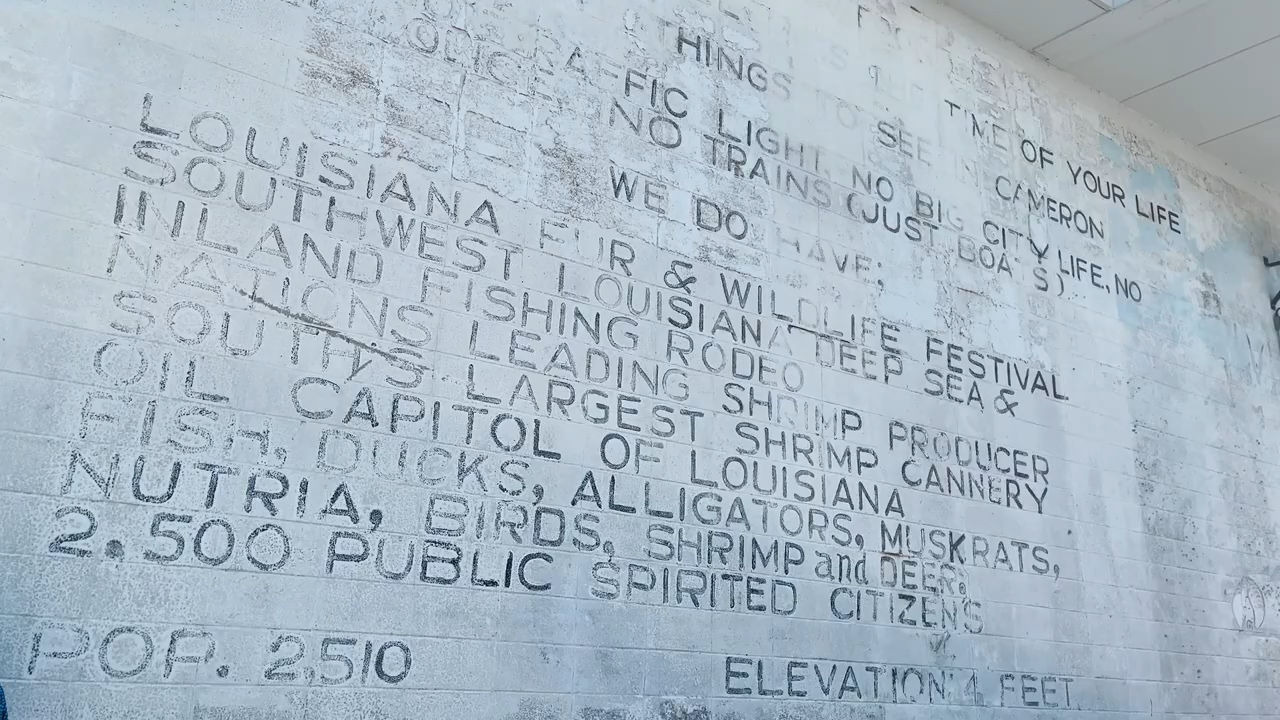 TIME OF YOUR LIFE
THINGS TO SEE IN CAMERON
TRAFFIC LIGHT, NO BIG CITY LIFE, NO
NO TRAINS (JUST BOATS)
WE DO HAVE;
LOUISIANA FUR & WILDLIFE FESTIVAL
SOUTHWEST LOUISIANA DEEP SEA &
INLAND FISHING RODEO
NATIONS LEADING SHRIMP PRODUCER
SOUTH'S LARGEST SHRIMP CANNERY
OIL CAPITOL OF LOUISIANA
FISH, DUCKS, ALLIGATORS, MUSKRATS,
NUTRIA, BIRDS, SHRIMP and DEER;
2,500 PUBLIC SPIRITED CITIZENS
POP. 2,510 ELEVATION: 4 FEET